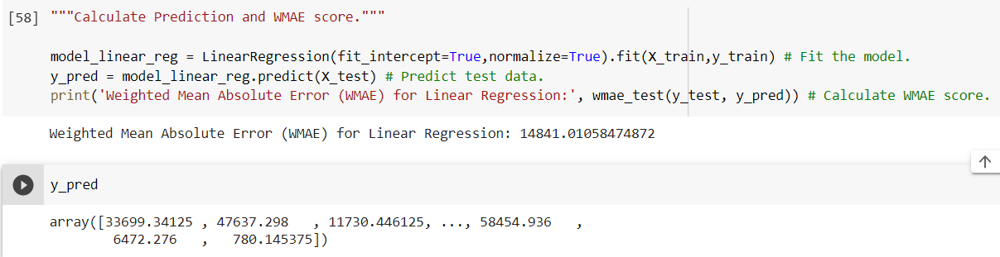 [58] """Calculate Prediction and WMAE score."""
model_linear_reg = LinearRegression(fit_intercept=True,normalize=True).fit(X_train,y_train) # Fit the model.
y_pred = model_linear_reg.predict(X_test) # Predict test data.
print('Weighted Mean Absolute Error (WMAE) for Linear Regression:', wmae_test(y_test, y_pred)) # Calculate WMAE score.
Weighted Mean Absolute Error (WMAE) for Linear Regression: 14841.01058474872
y_pred
array([33699.34125 , 47637.298   , 11730.446125, ..., 58454.936   ,
        6472.276   ,   780.145375])